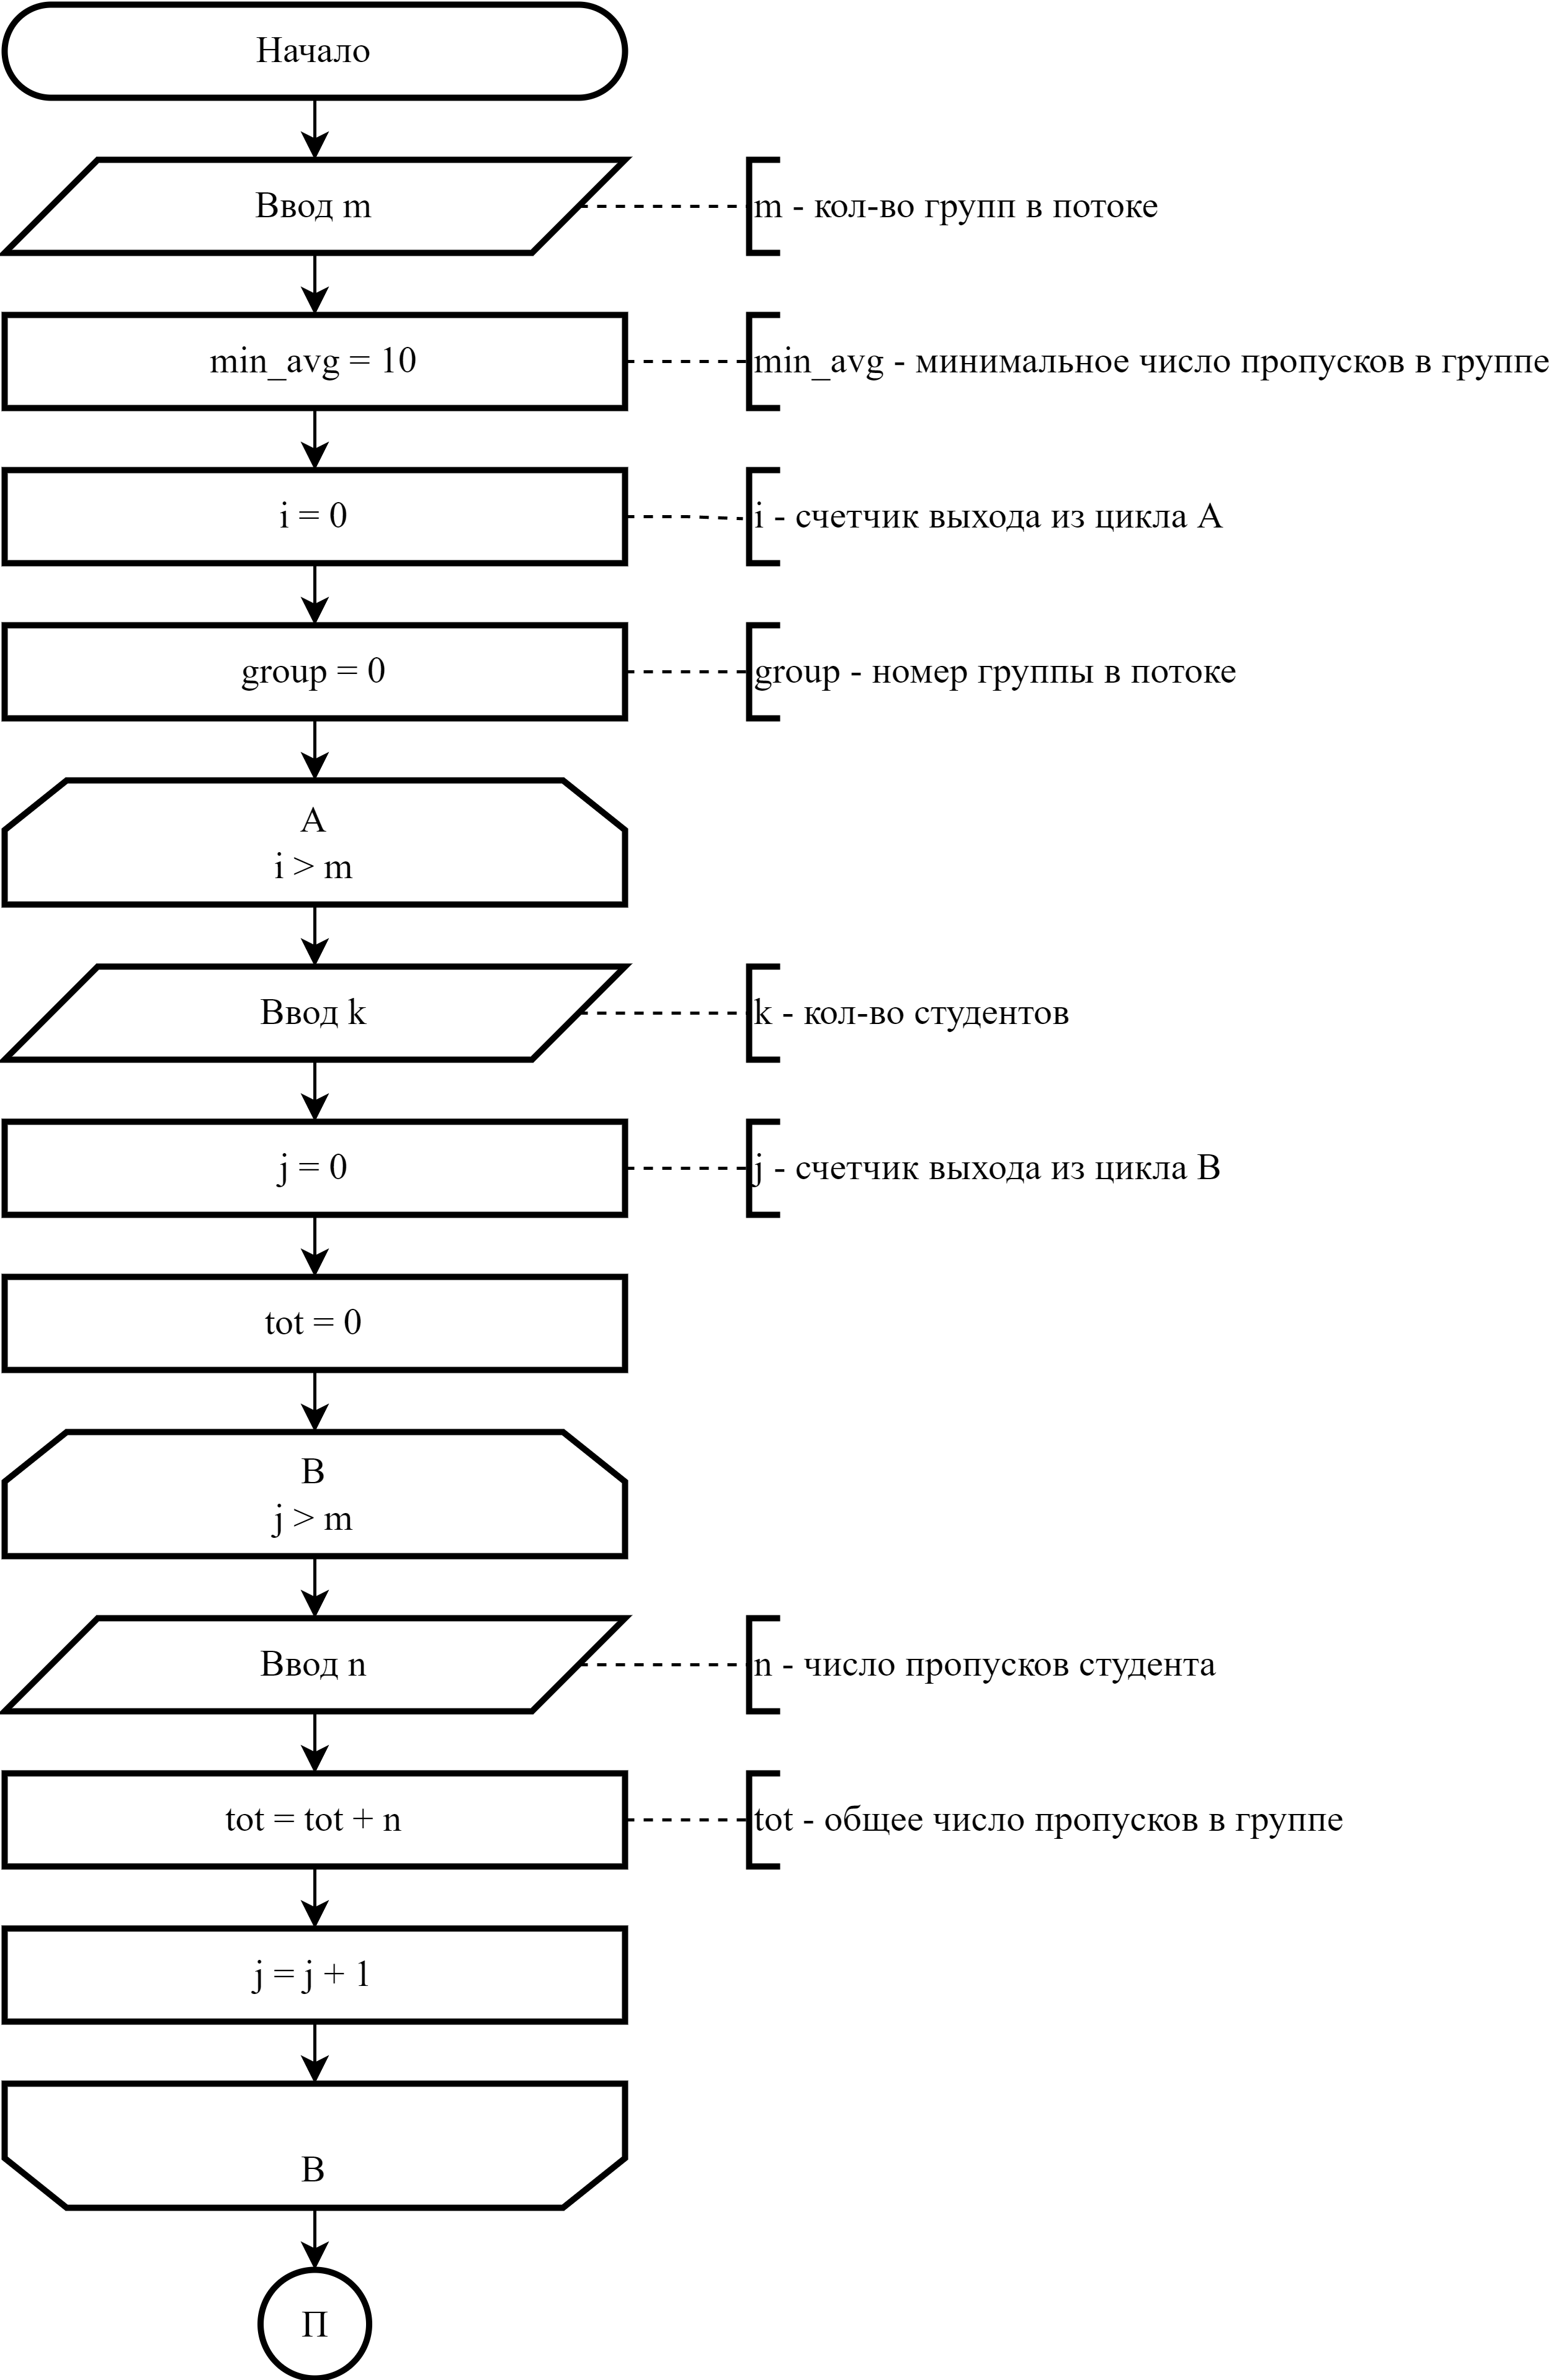 Начало
Ввод m
m - кол-во групп в потоке
min_avg = 10
min_avg - минимальное число пропусков в группе
i = 0
i - счетчик выхода из цикла A
group = 0
group - номер группы в потоке
A
i > m
Ввод k
k - кол-во студентов
j = 0
j - счетчик выхода из цикла B
tot = 0
B
j > m
Ввод n
n - число пропусков студента
tot = tot + n
tot - общее число пропусков в группе
j = j + 1
B
П